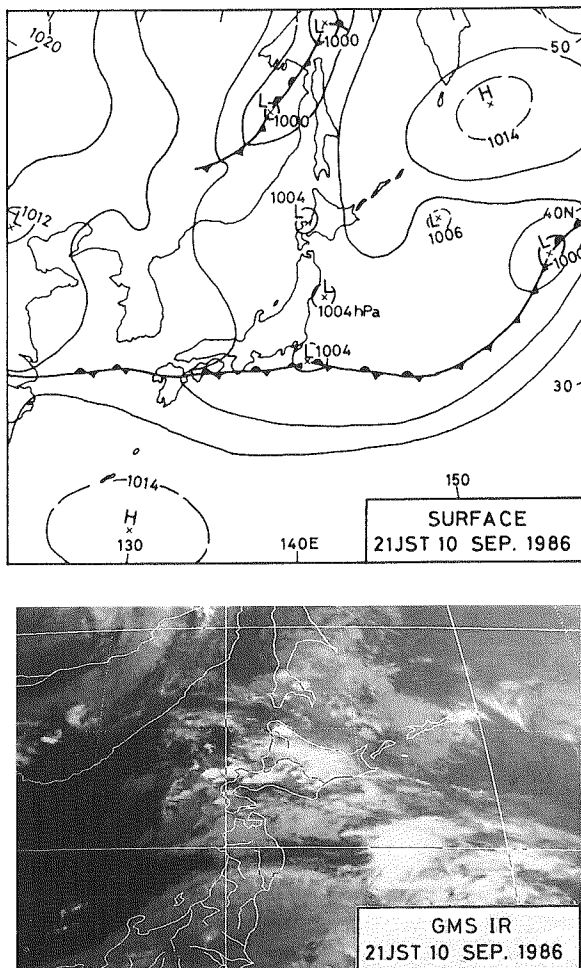 1020
L
1000
50
L
1000
H
1014
1012
L
1004
L
L
1006
40N
L
1000
L
1004hPa
L
1004
30
1014
H
150
130
140E
SURFACE
21JST 10 SEP. 1986
GMS IR
21JST 10 SEP. 1986